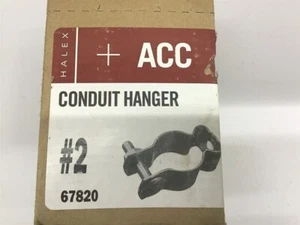 HALEX
+ ACC
CONDUIT HANGER
#2
67820